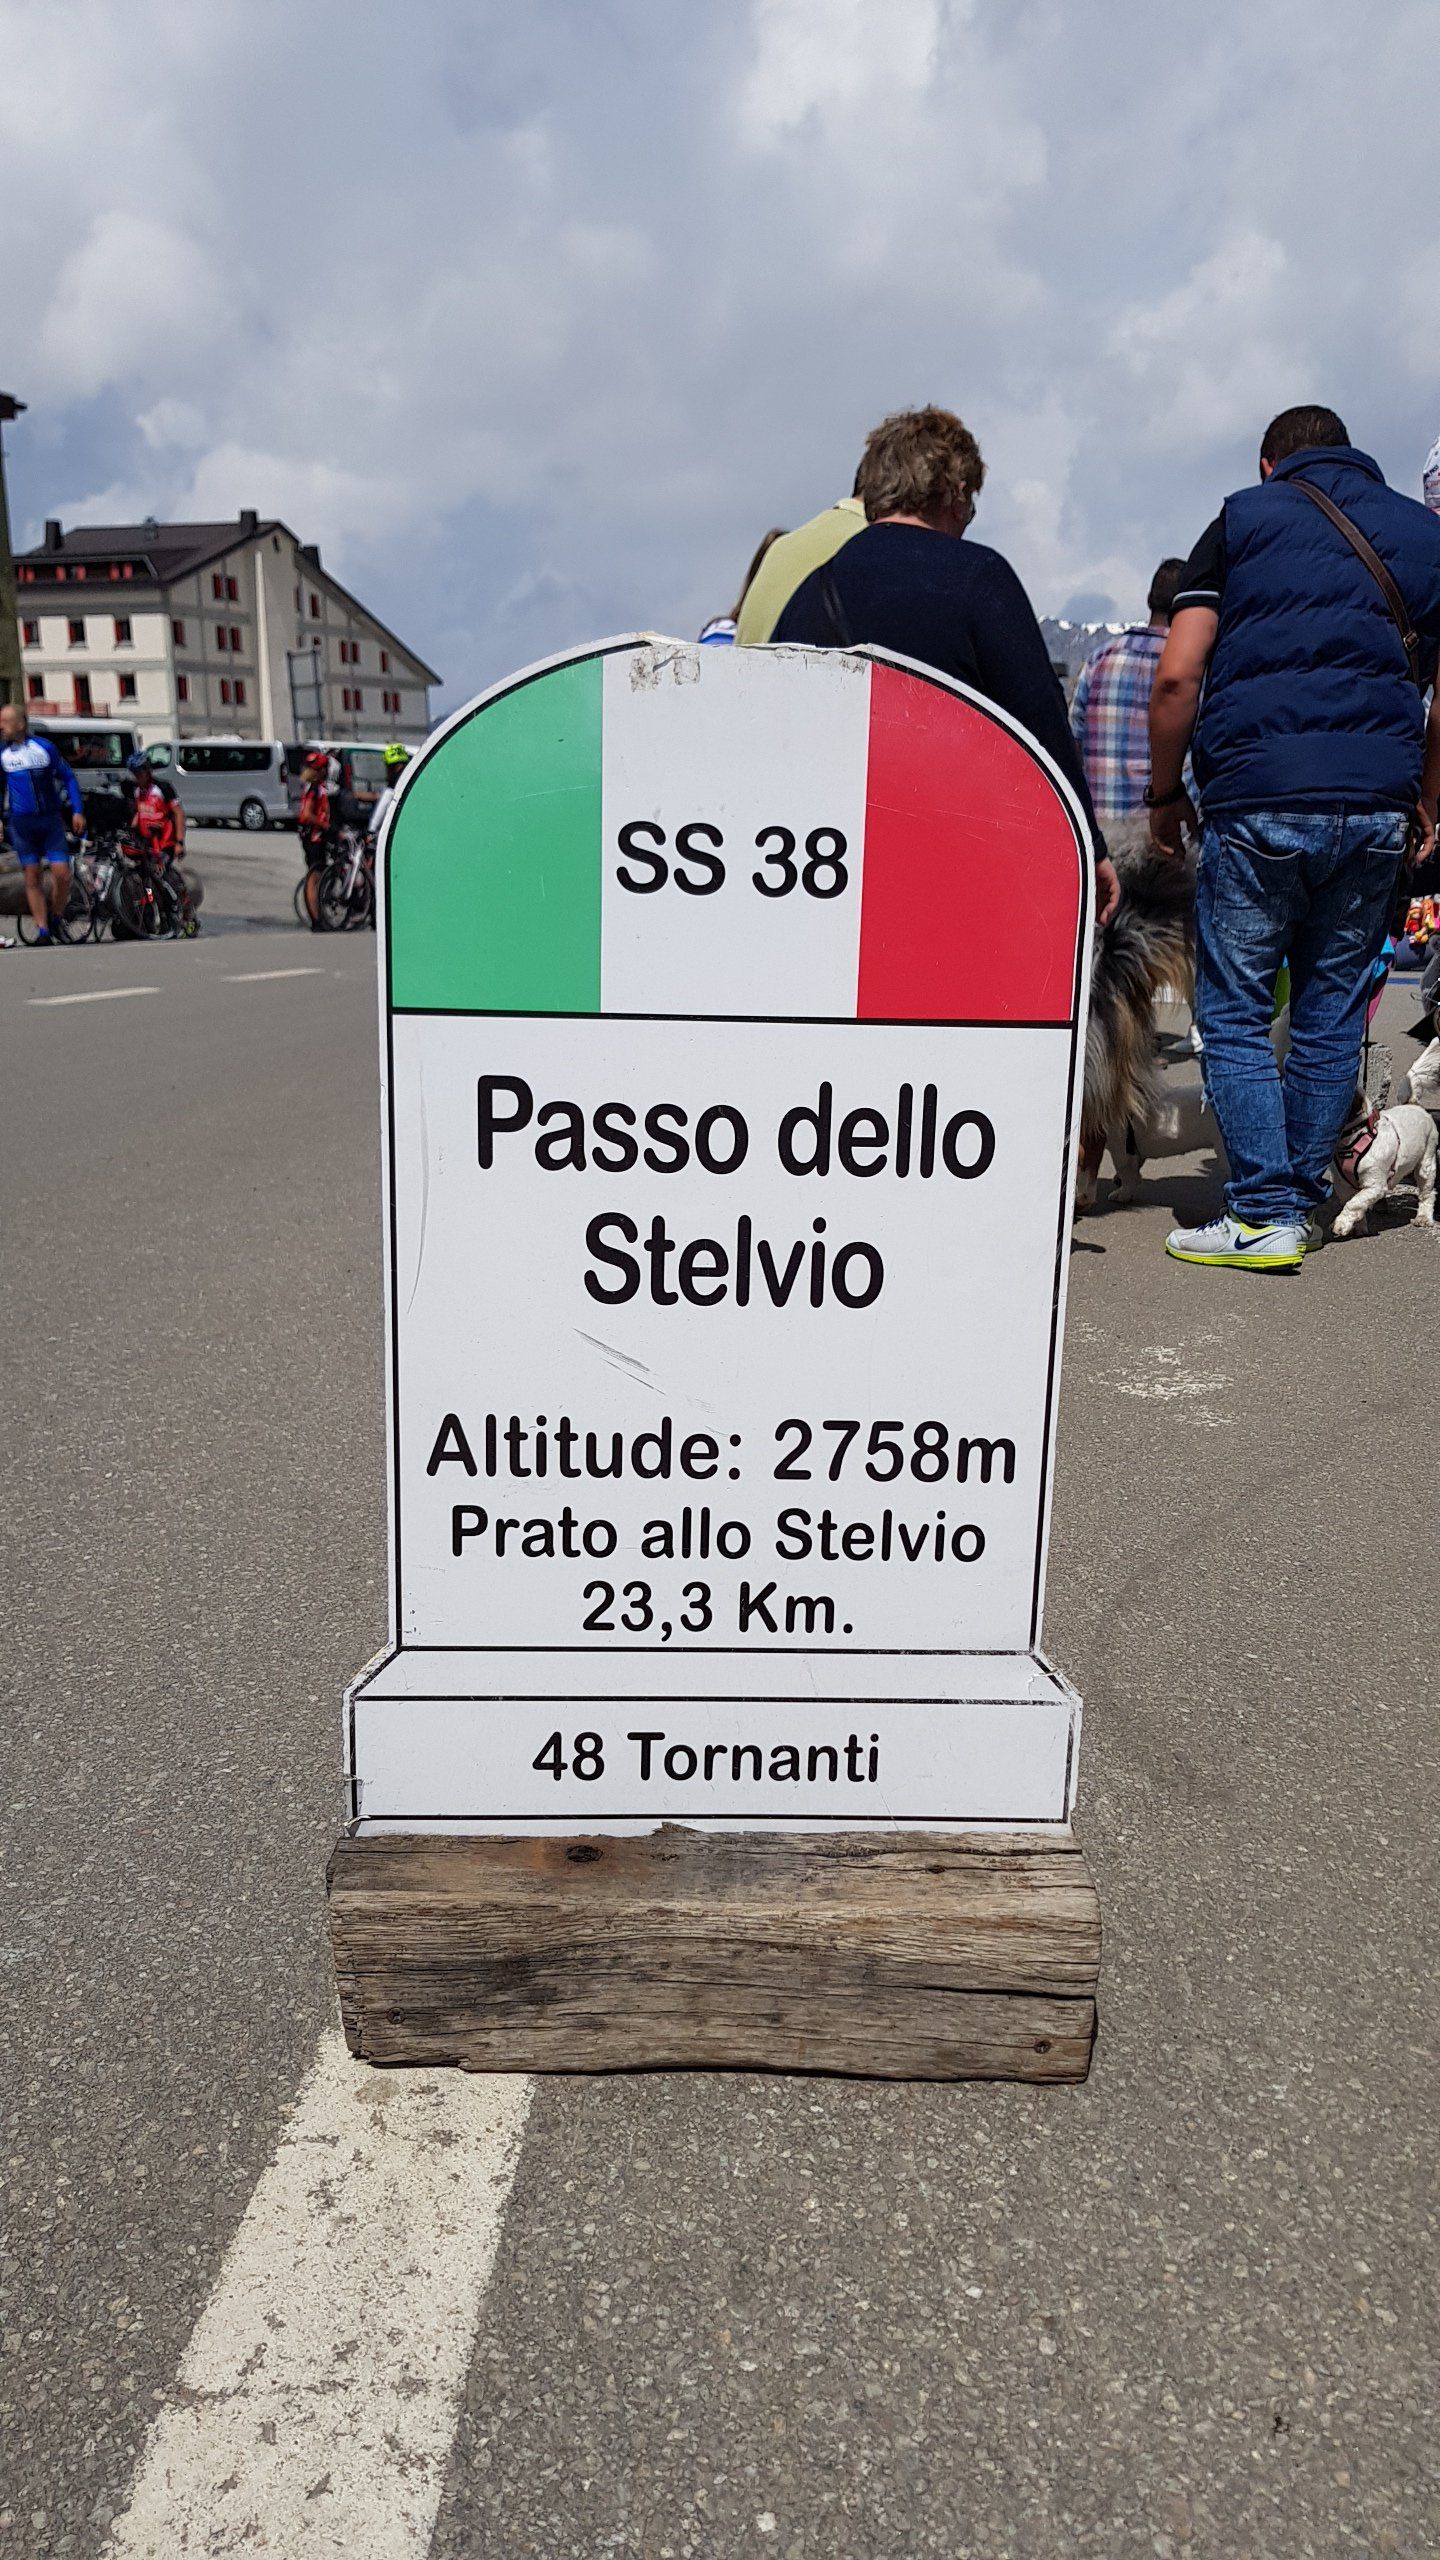 SS 38
Passo dello
Stelvio
Altitude: 2758m
Prato allo Stelvio
23,3 Km.
48 Tornanti